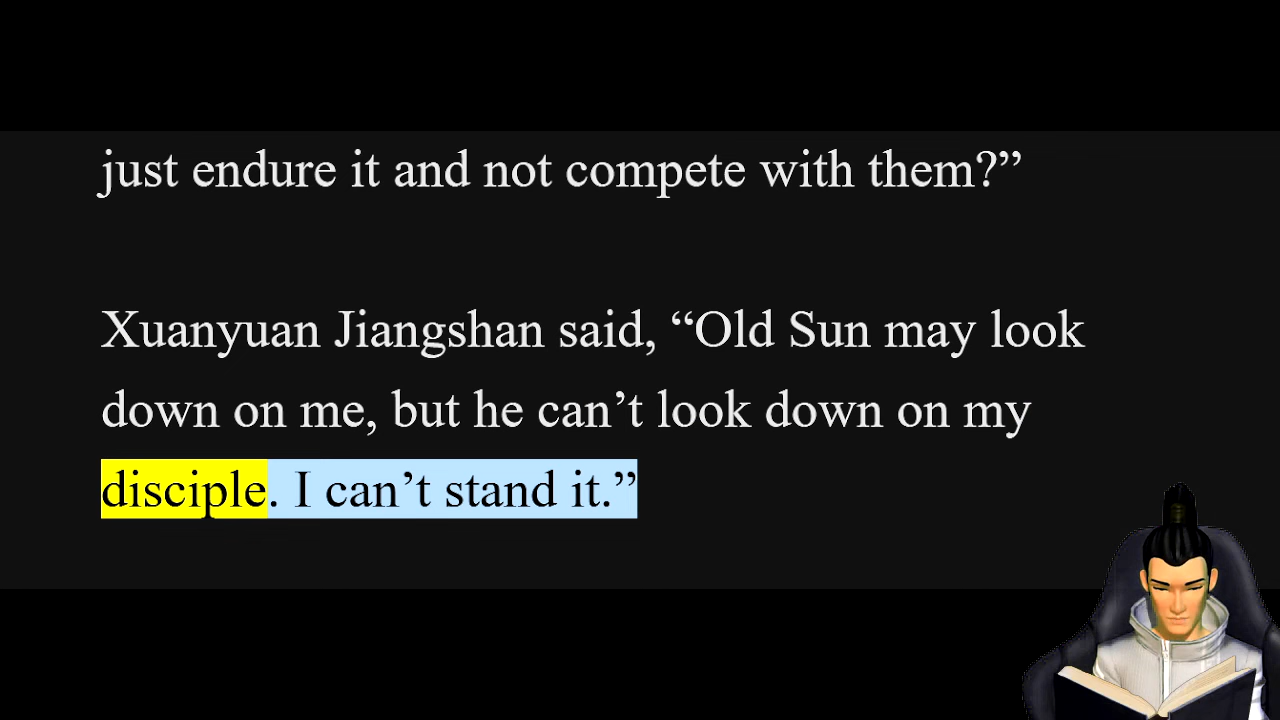 just endure it and not compete with them?”
Xuanyuan Jiangshan said, “Old Sun may look
down on me, but he can’t look down on my
disciple. I can’t stand it.”